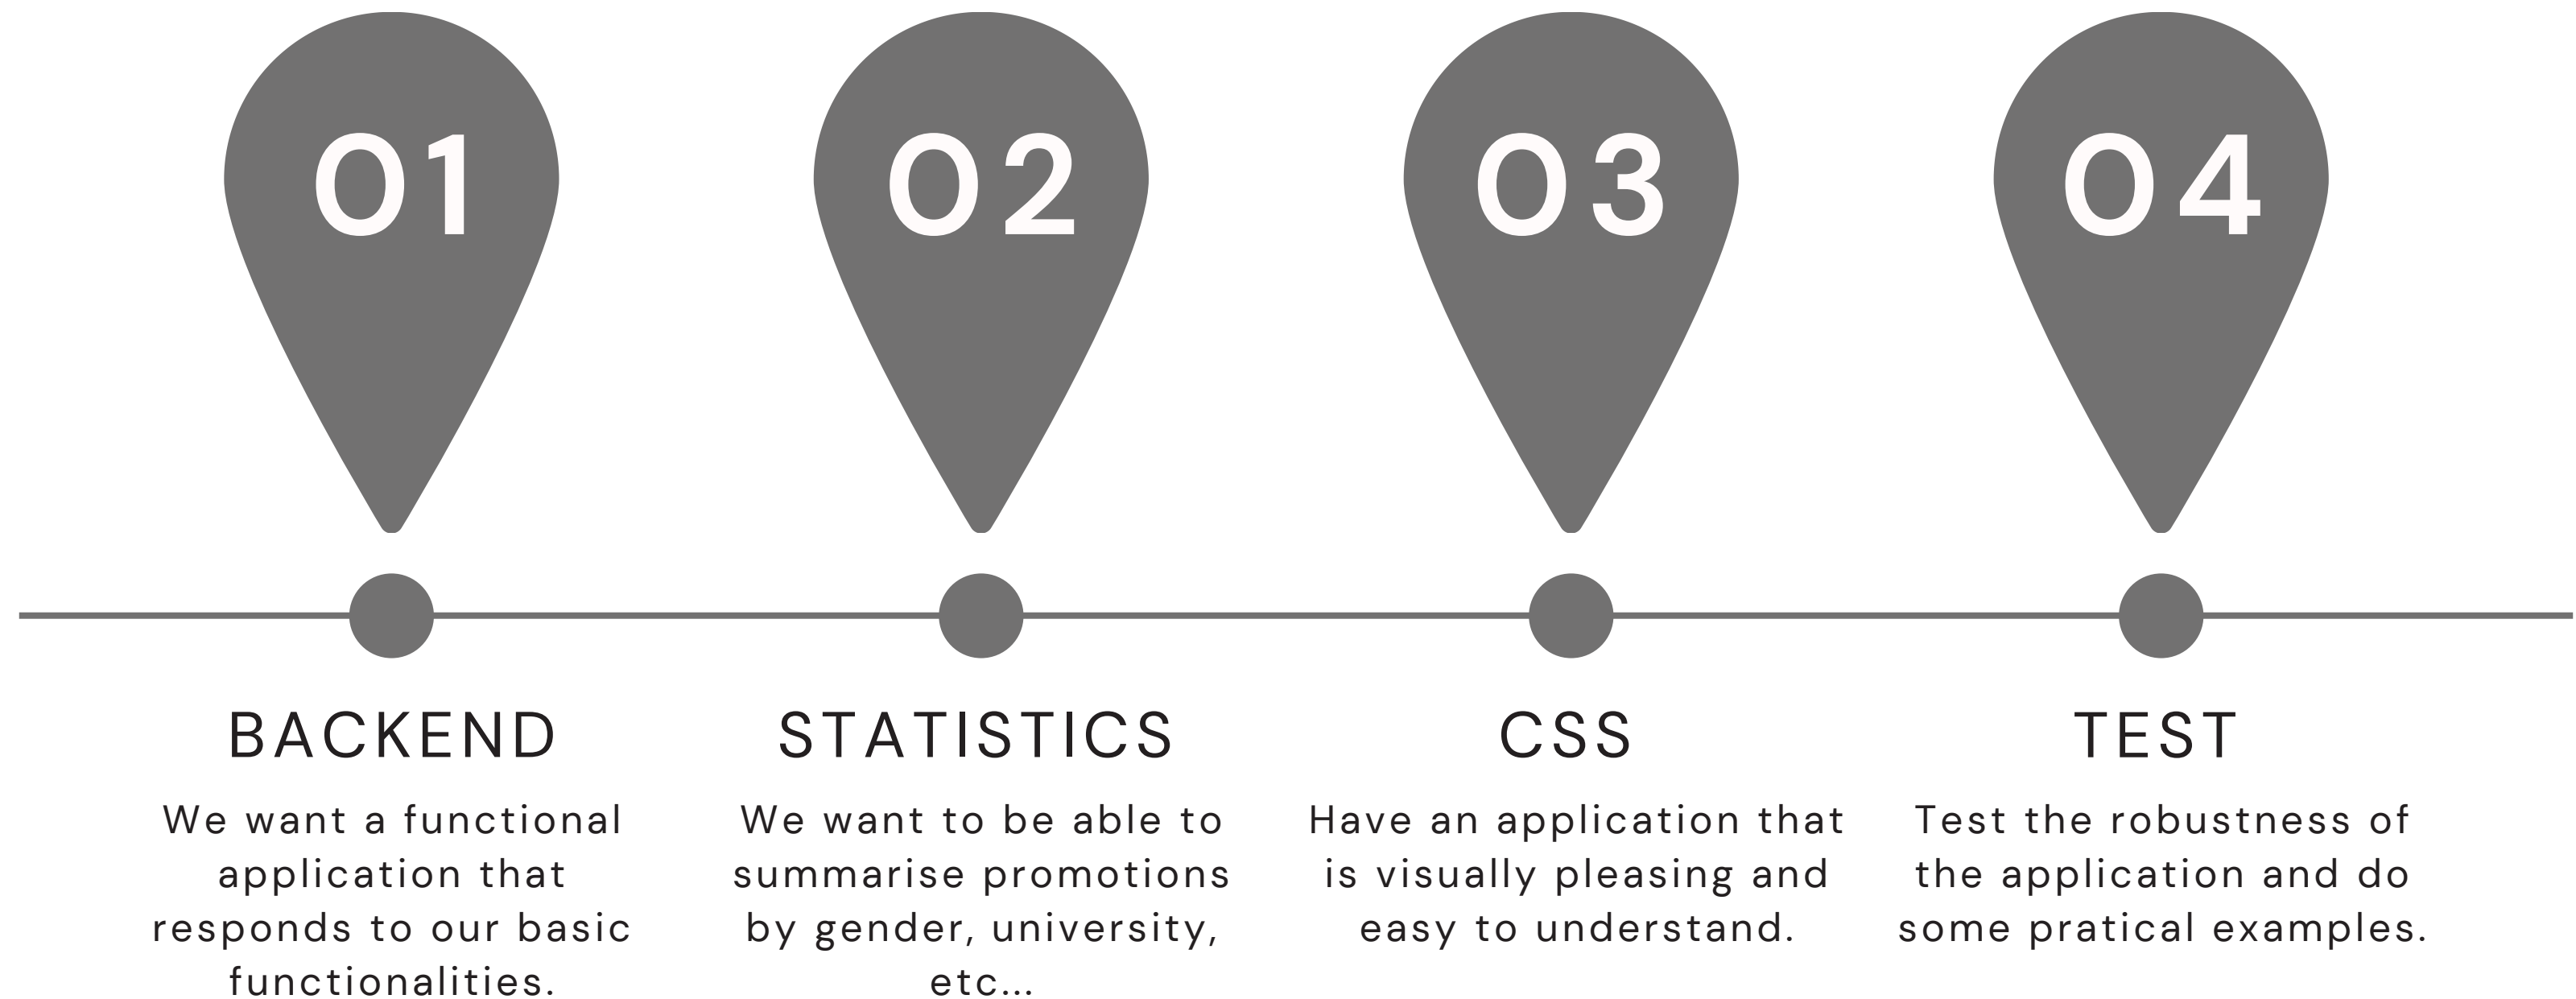 01
02
03
04
BACKEND
We want a functional
application that
responds to our basic
functionalities.
STATISTICS
We want to be able to
summarise promotions
by gender, university,
etc...
CSS
Have an application that
is visually pleasing and
easy to understand.
TEST
Test the robustness of
the application and do
some pratical examples.